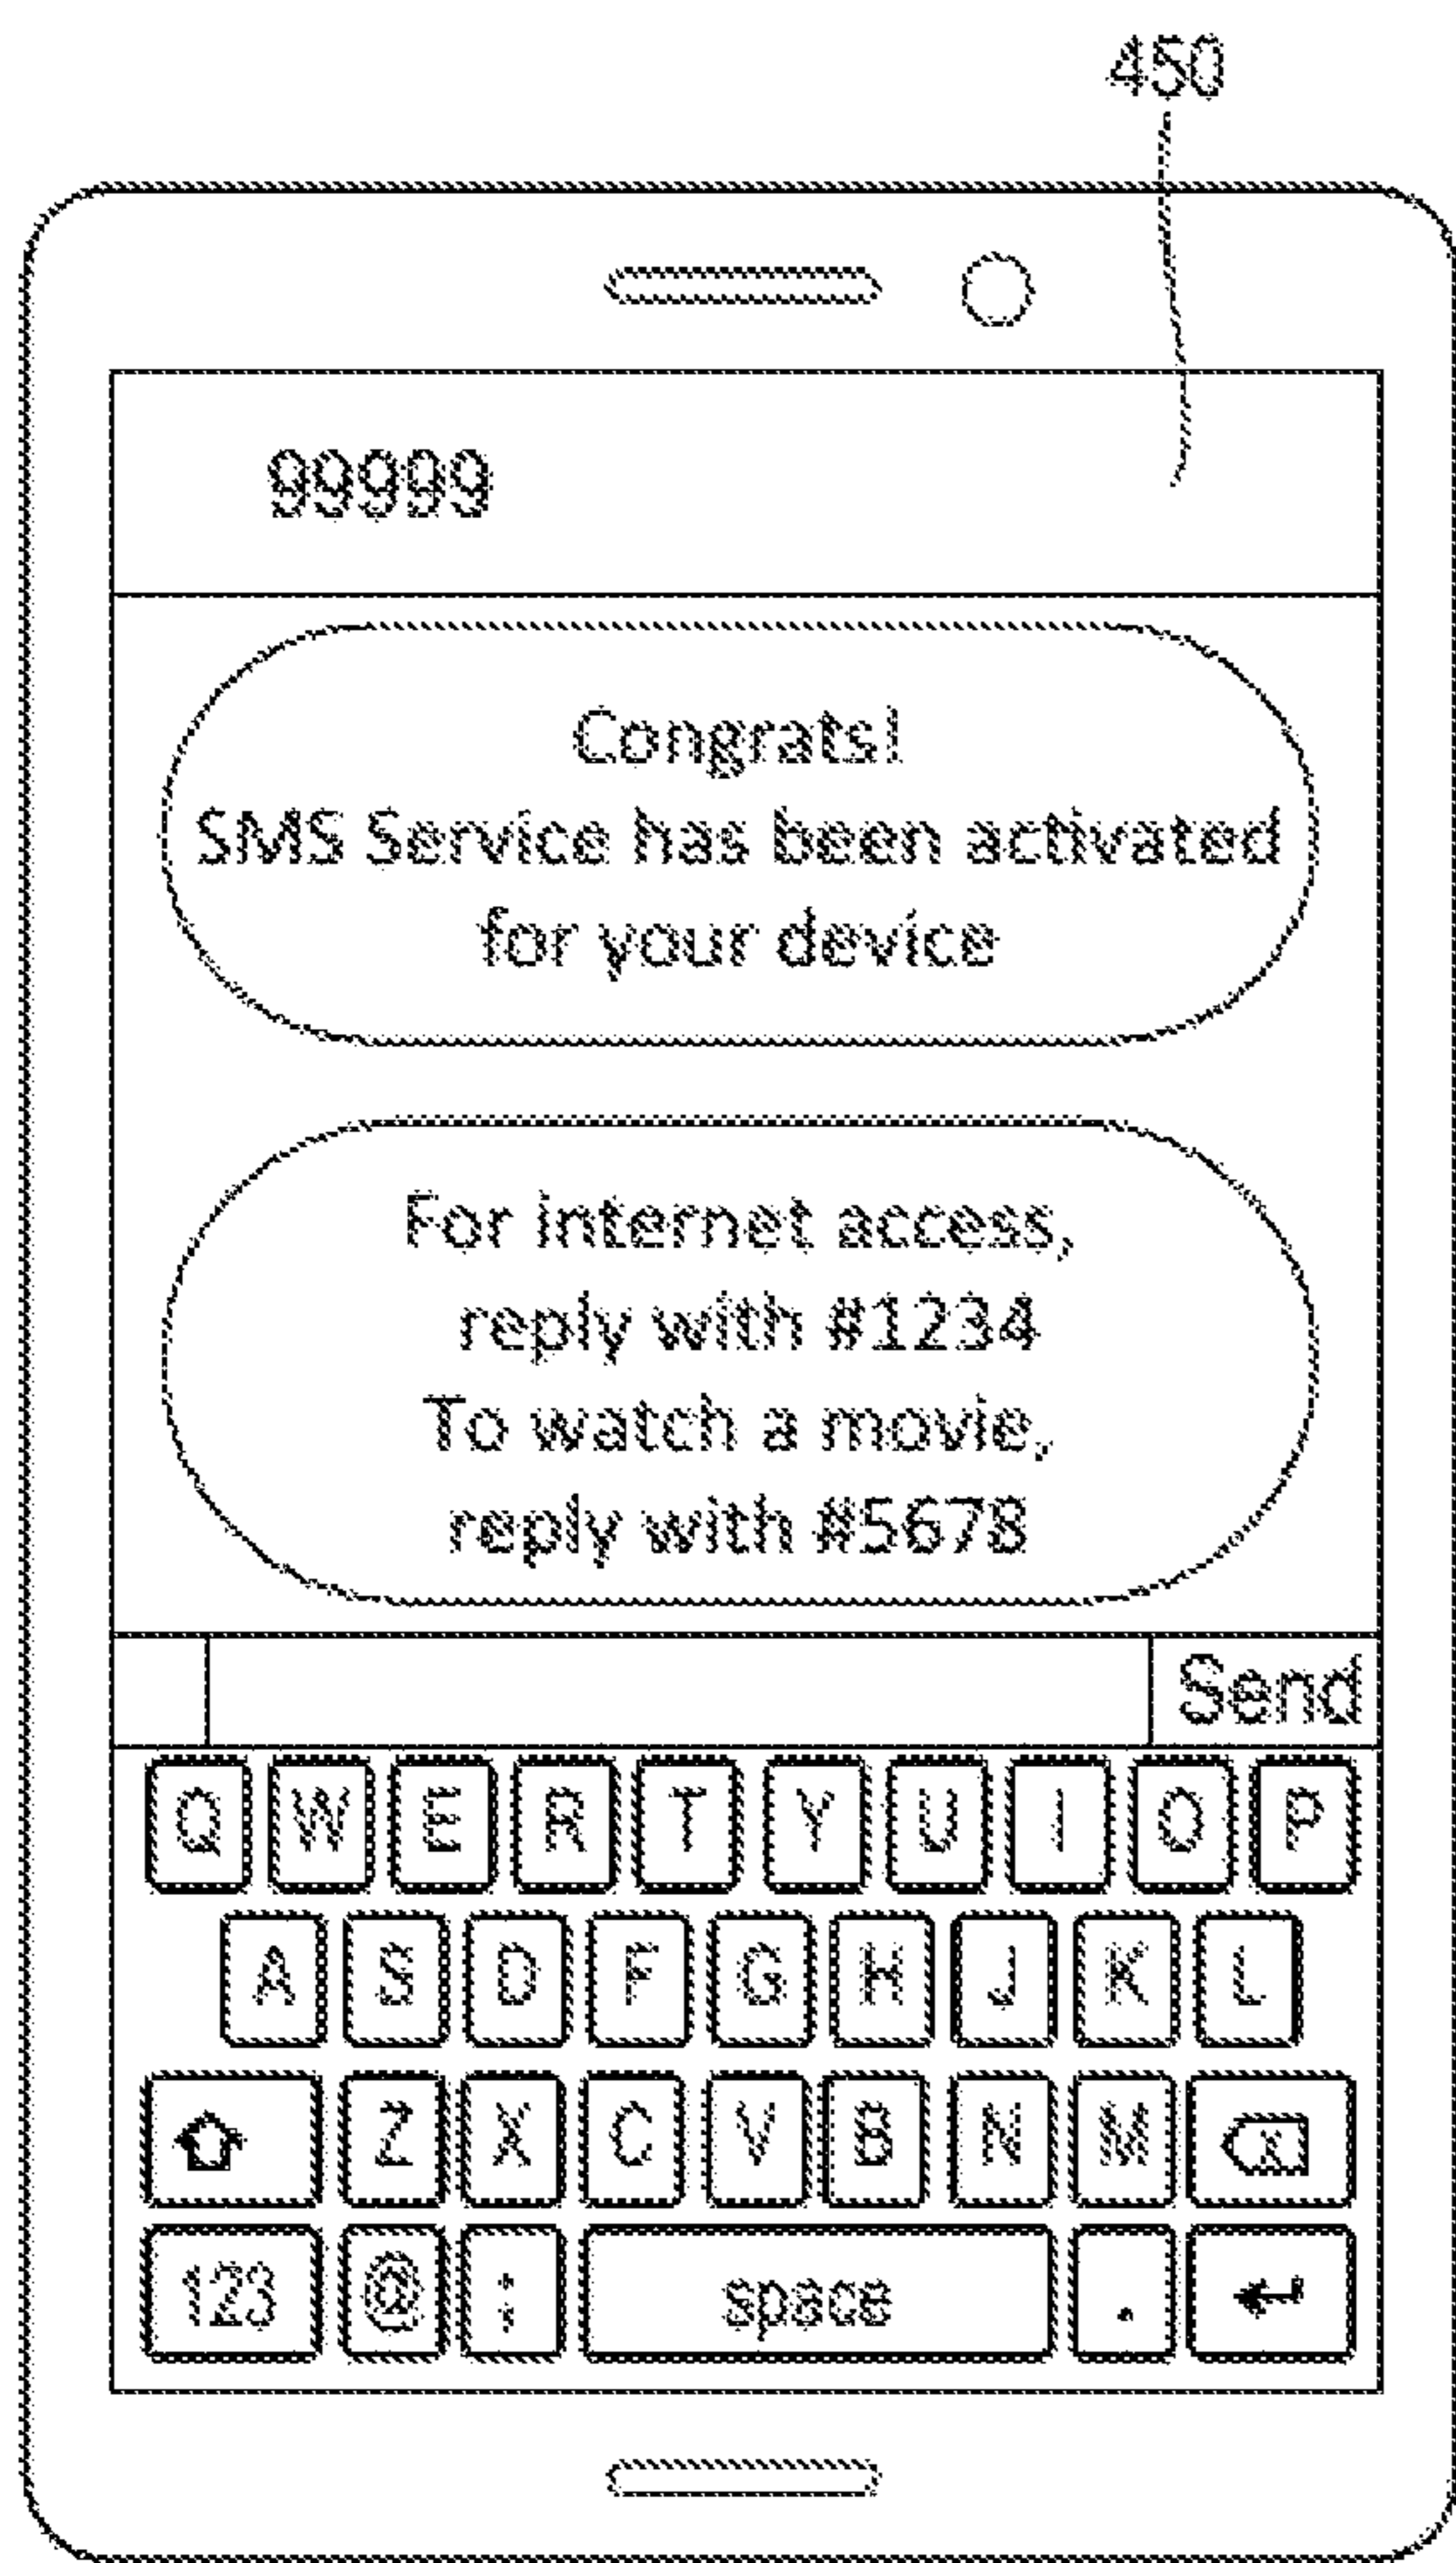 450
99999
Congrats!
SMS Service has been activated
for your device
For internet access,
reply with #1234
To watch a movie,
reply with #5678
Send
Q W E R T Y U I O P
A S D F G H J K L
Z X C V B N M X
123 @ : space .